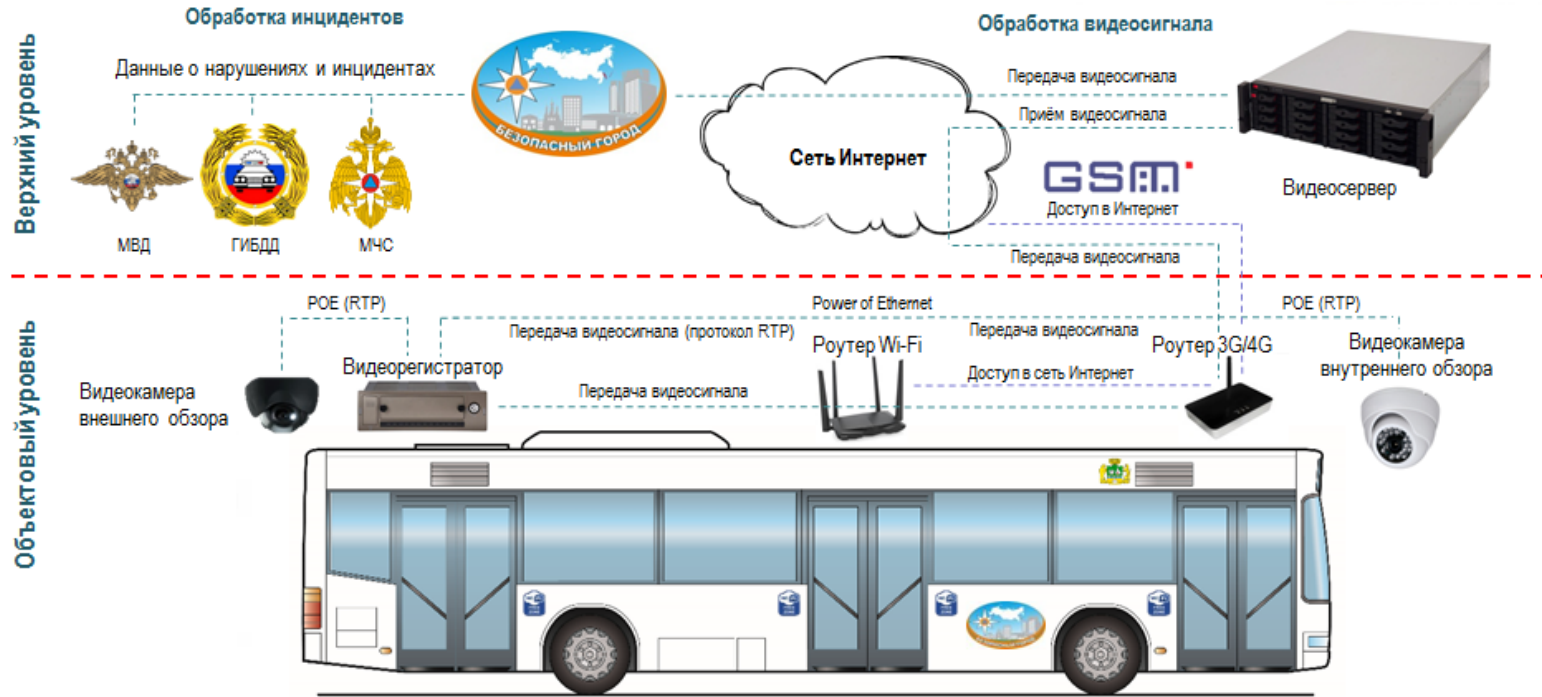 Обработка инцидентов
Обработка видеосигнала
Верхний уровень
Данные о нарушениях и инцидентах
БЕЗОПАСНЫЙ ГОРОД
Передача видеосигнала
Приём видеосигнала
Сеть Интернет
GSM
Доступ в Интернет
Видеосервер
МВД
ГИБДД
МЧС
Передача видеосигнала
Объектовый уровень
POE (RTP)
Power of Ethernet
POE (RTP)
Передача видеосигнала (протокол RTP)
Передача видеосигнала
Видеорегистратор
Роутер Wi-Fi
Роутер 3G/4G
Видеокамера
внутреннего обзора
Видеокамера
внешнего обзора
Передача видеосигнала
Доступ в сеть Интернет